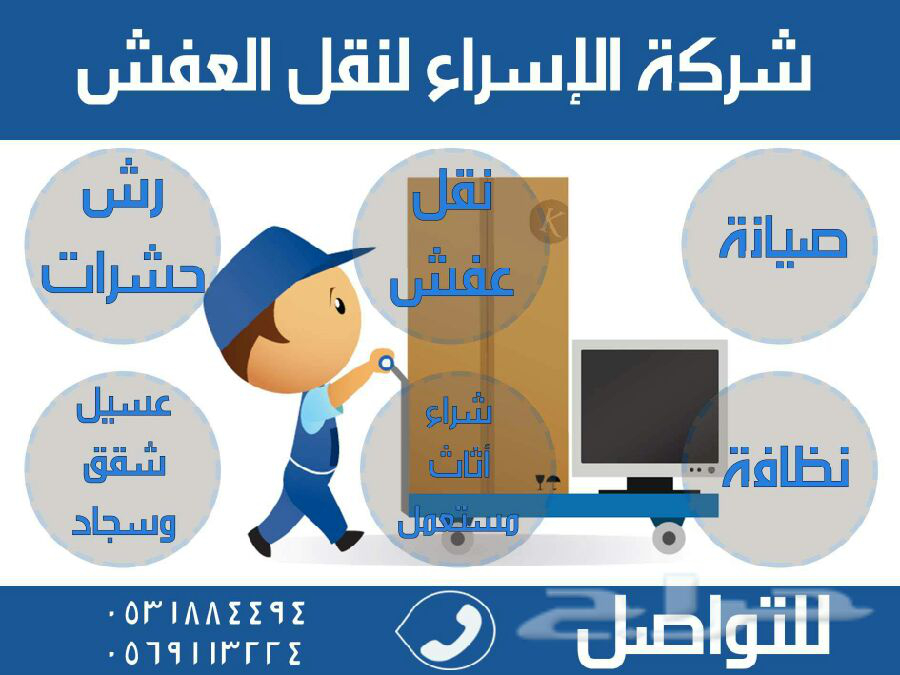 شركة الإسراء لنقل العفش
صيانة
نقل
عفش
رش
حشرات
نظافة
شراء
أثاث
مستعمل
عسيل
شقق
وسجاد
للتواصل
٠٥٣١٨٨٤٤٩٤
٠٥٦٩١١٣٢٢٤
حراج
K